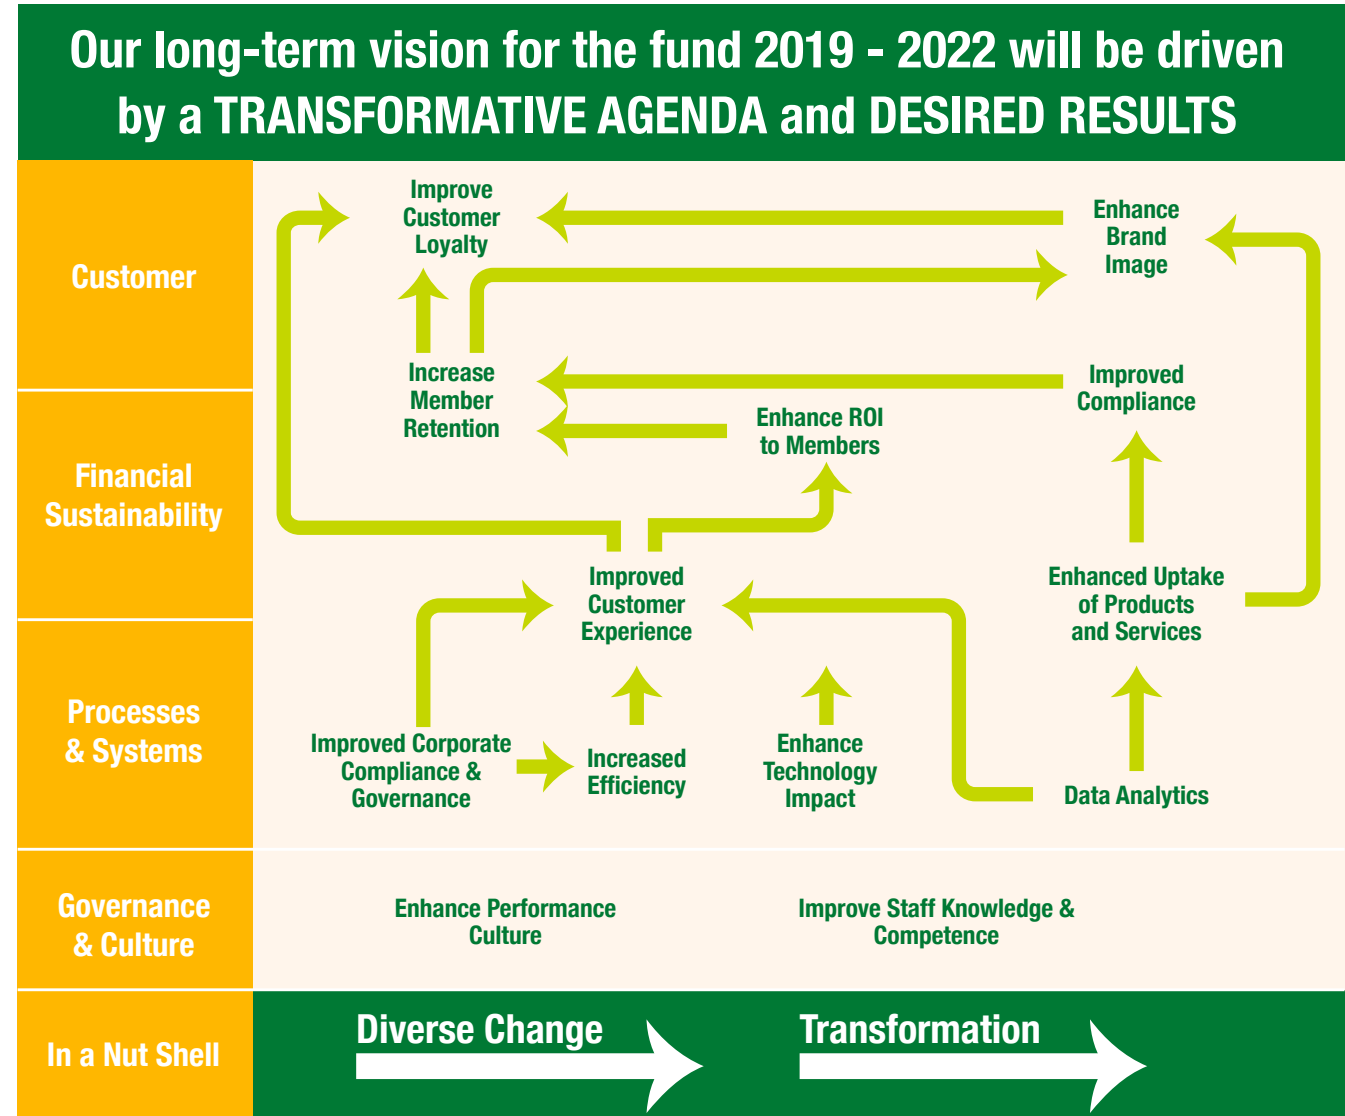 Our long-term vision for the fund 2019 - 2022 will be driven
by a TRANSFORMATIVE AGENDA and DESIRED RESULTS
Customer
Improve
Customer
Loyalty
Enhance
Brand
Image
Increase
Member
Retention
Improved
Compliance
Financial
Sustainability
Enhance ROI
to Members
Improved
Customer
Experience
Enhanced Uptake
of Products
and Services
Processes
& Systems
Improved Corporate
Compliance &
Governance
Increased
Efficiency
Enhance
Technology
Impact
Data Analytics
Governance
& Culture
Enhance Performance
Culture
Improve Staff Knowledge &
Competence
In a Nut Shell
Diverse Change
Transformation